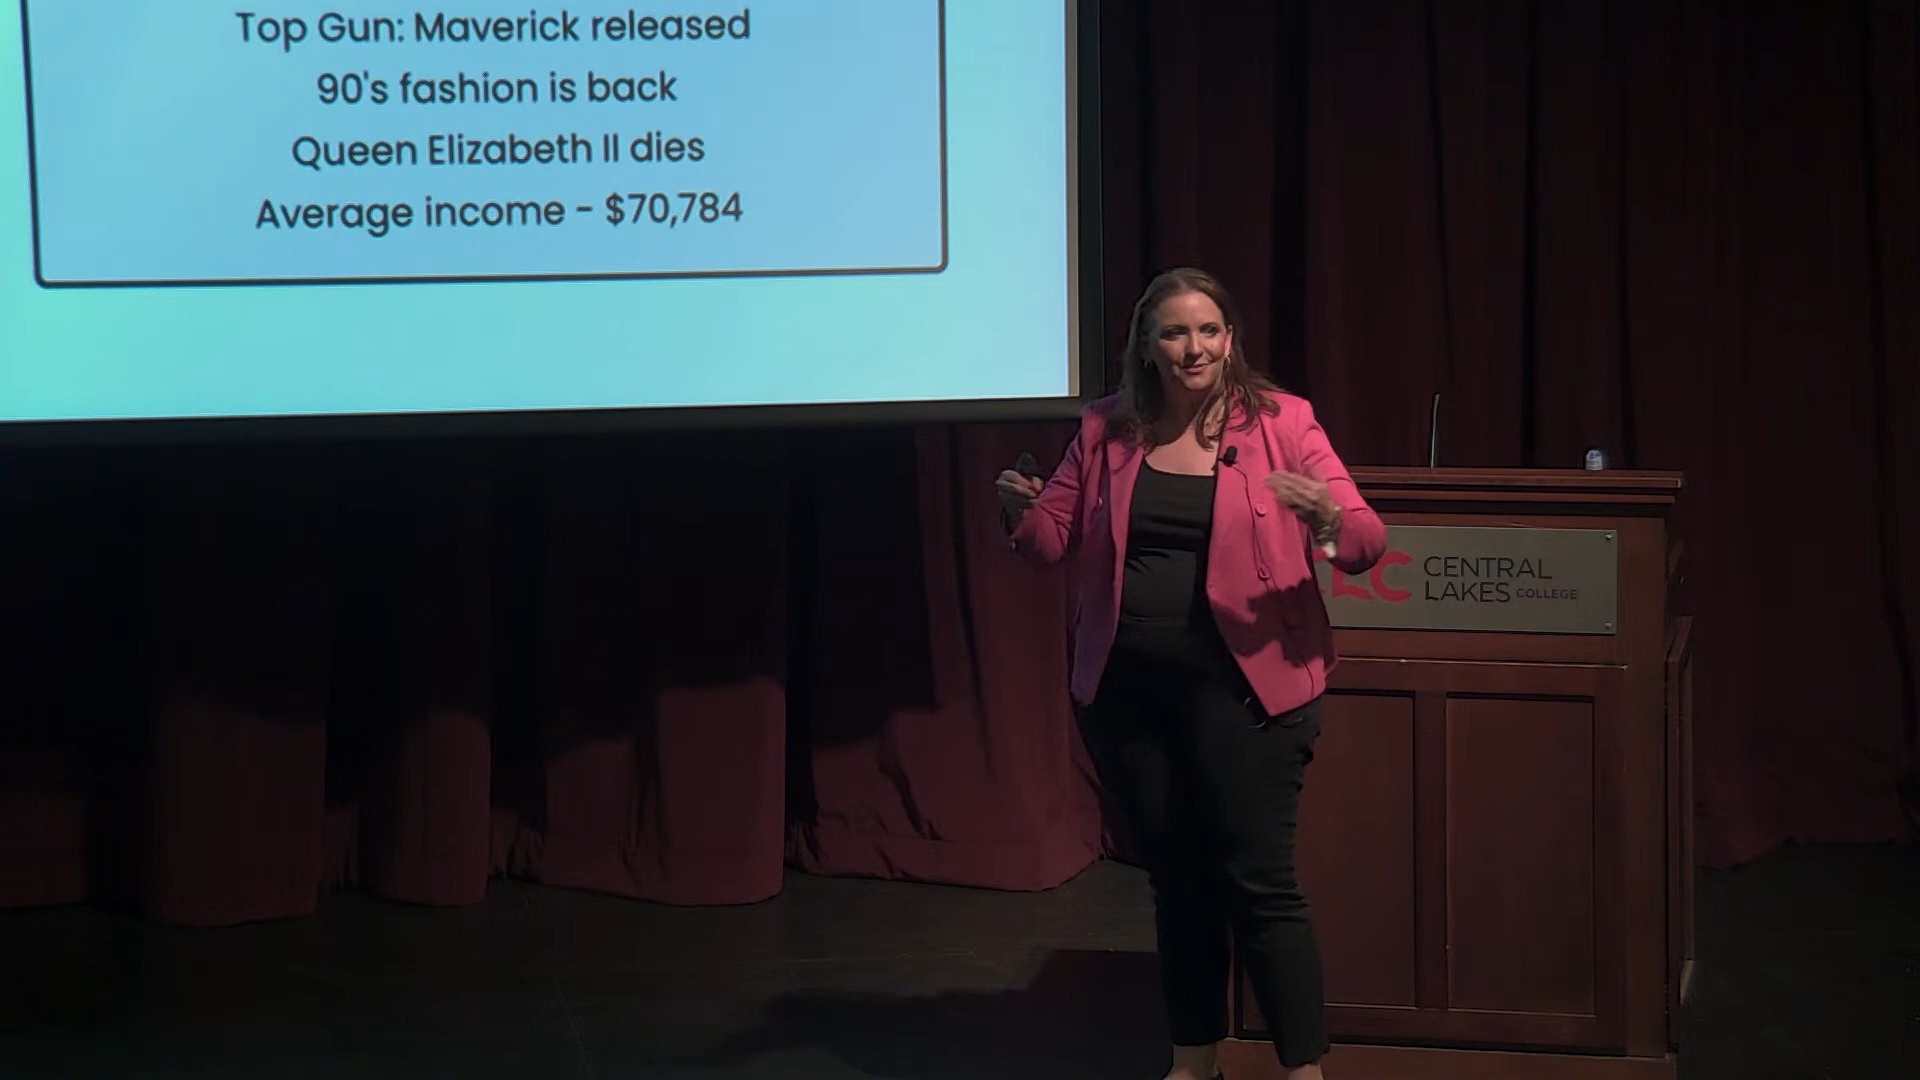 Top Gun: Maverick released
90's fashion is back
Queen Elizabeth II dies
Average income - $70,784
CLC CENTRAL
LAKES COLLEGE